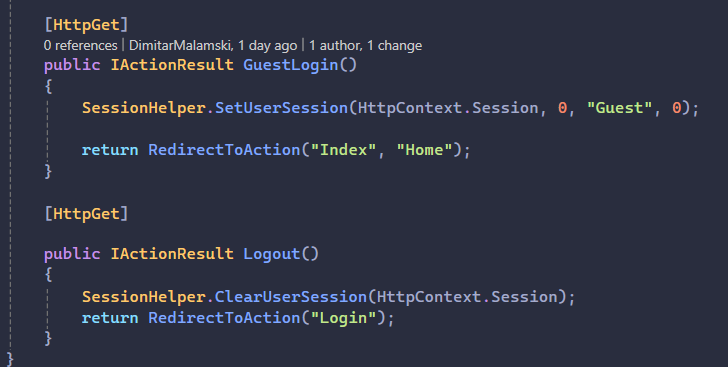 [HttpGet]
0 references | DimitarMalamski, 1 day ago | 1 author, 1 change
public IActionResult GuestLogin()
{
SessionHelper.SetUserSession(HttpContext.Session, 0, "Guest", 0);
return RedirectToAction("Index", "Home");
}
[HttpGet]
public IActionResult Logout()
{
SessionHelper.ClearUserSession(HttpContext.Session);
return RedirectToAction("Login");
}
}